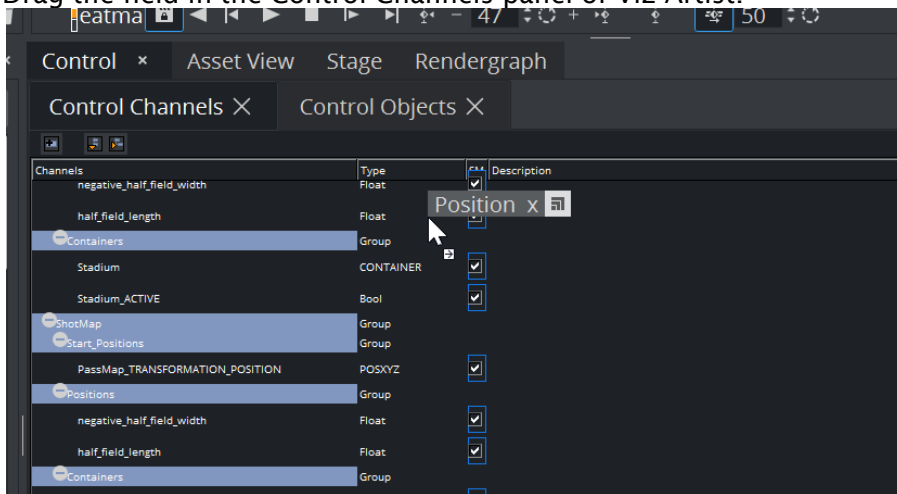 Drag the field in the Control Channels panel of Viz Artist.
eatma 47 50
Control × Asset View Stage Rendergraph
Control Channels × Control Objects ×
Channels Type Description
negative_half_field_width Float
Position x
half_field_length Float
Containers Group
Stadium CONTAINER
Stadium_ACTIVE Bool
ShotMap Group
Start_Positions Group
PassMap_TRANSFORMATION_POSITION POSXYZ
Positions Group
negative_half_field_width Float
half_field_length Float
Containers Group